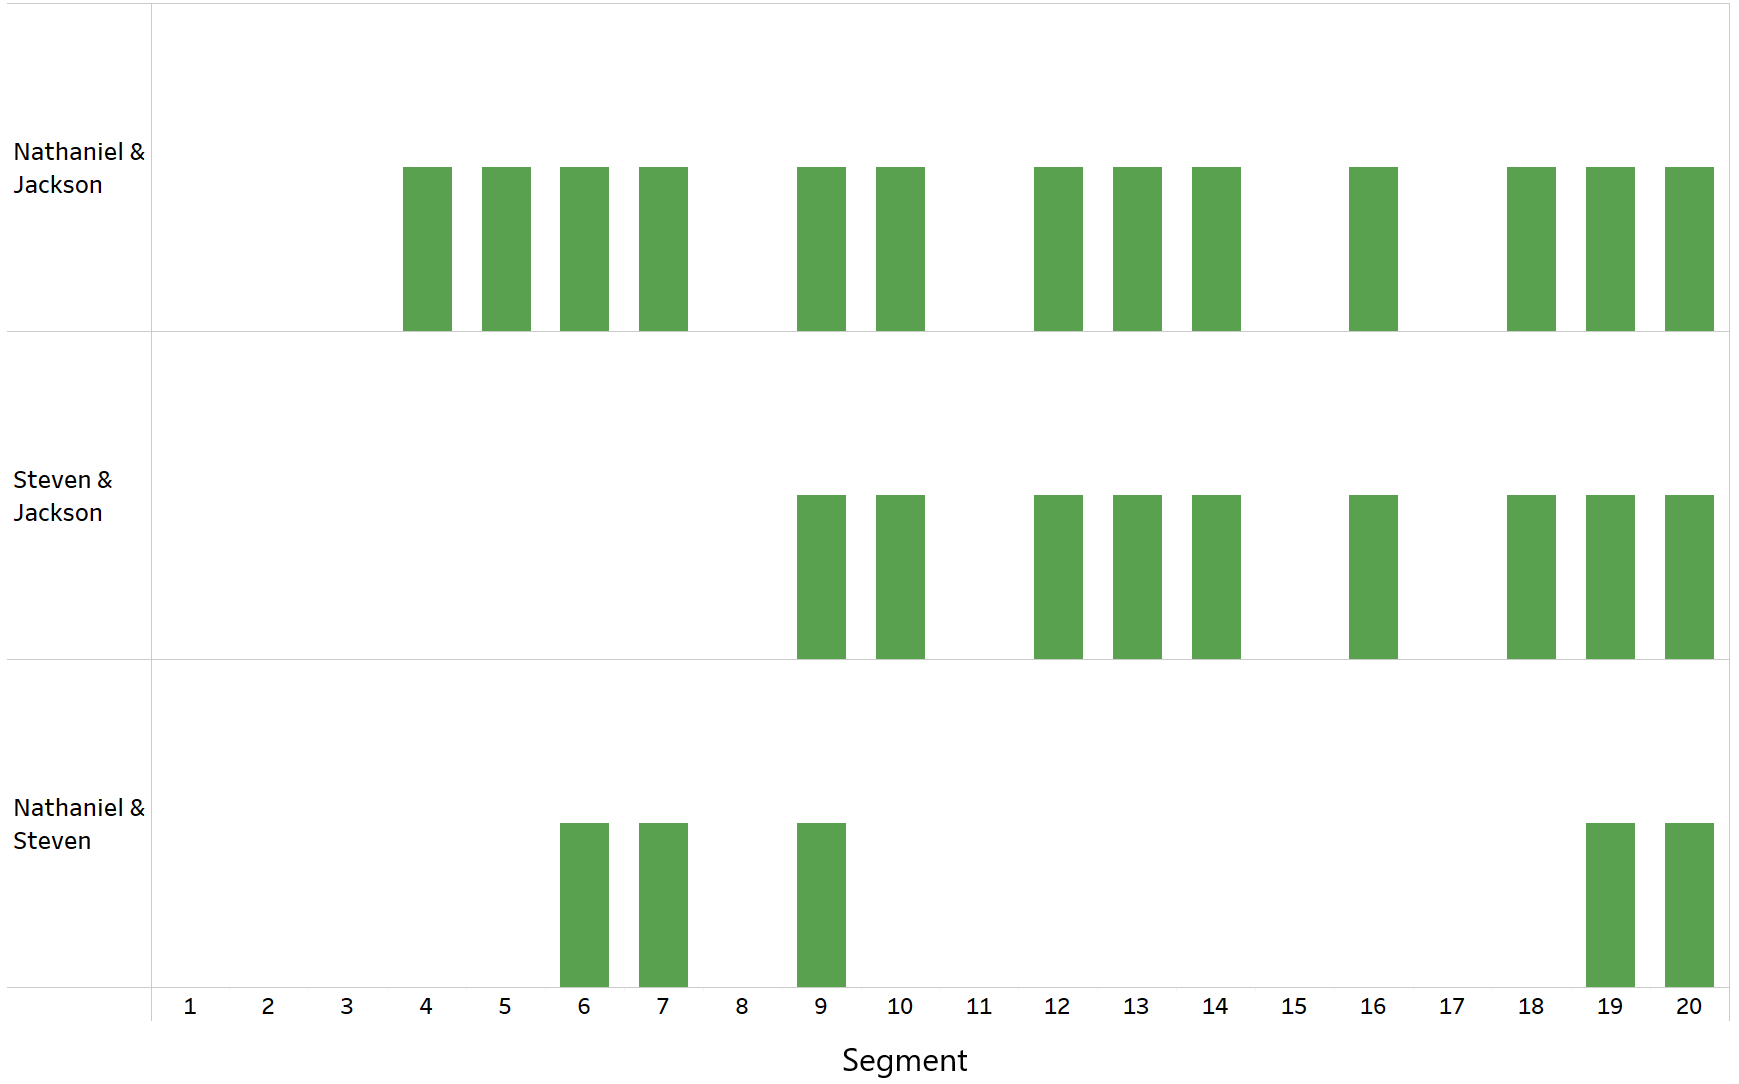 Nathaniel &
Jackson
Steven &
Jackson
Nathaniel &
Steven
1 2 3 4 5 6 7 8 9 10 11 12 13 14 15 16 17 18 19 20
Segment